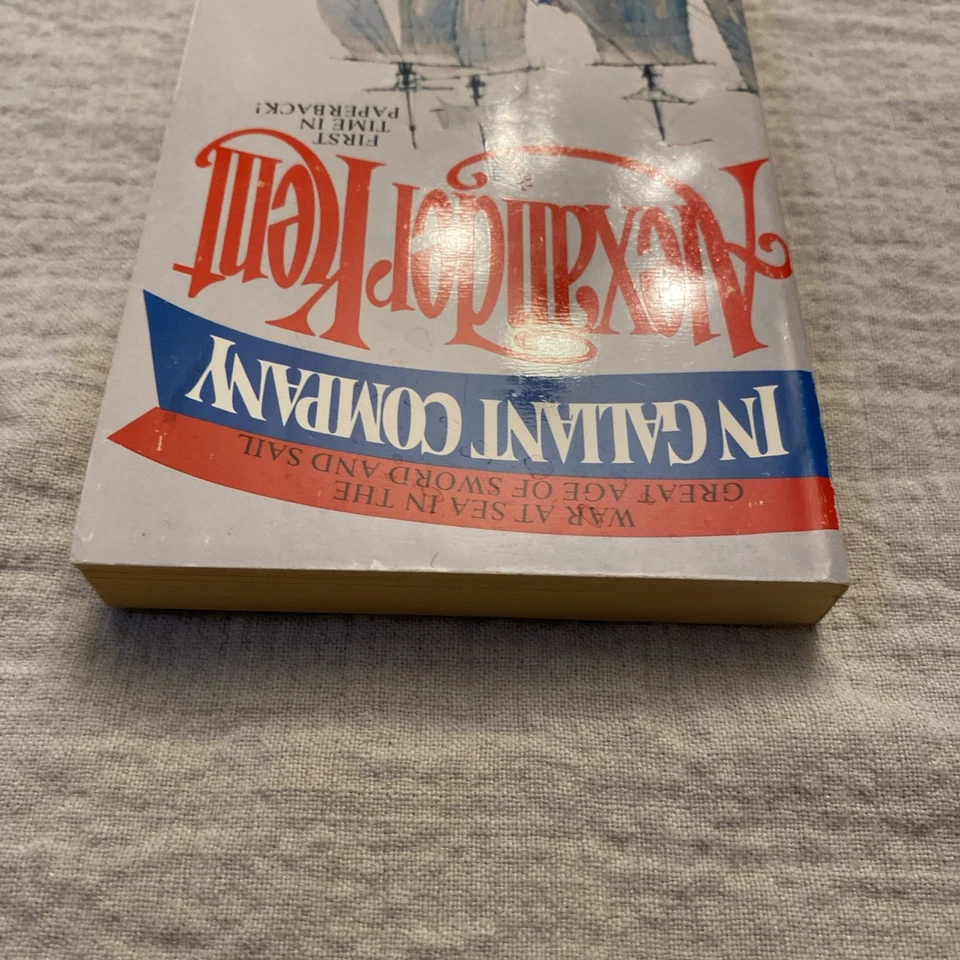 WAR AT SEA IN THE
GREAT AGE OF SWORD AND SAIL
IN GALLANT COMPANY
Alexander Kent
FIRST
TIME IN
PAPERBACK!